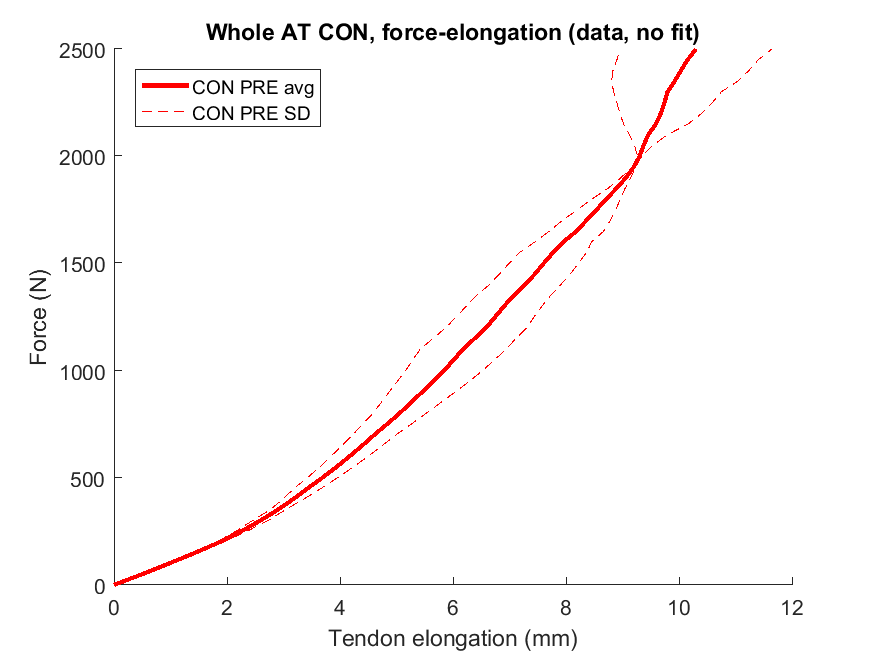 Whole AT CON, force-elongation (data, no fit)
CON PRE avg
CON PRE SD
2500
2000
1500
1000
500
0
Force (N)
0 2 4 6 8 10 12
Tendon elongation (mm)